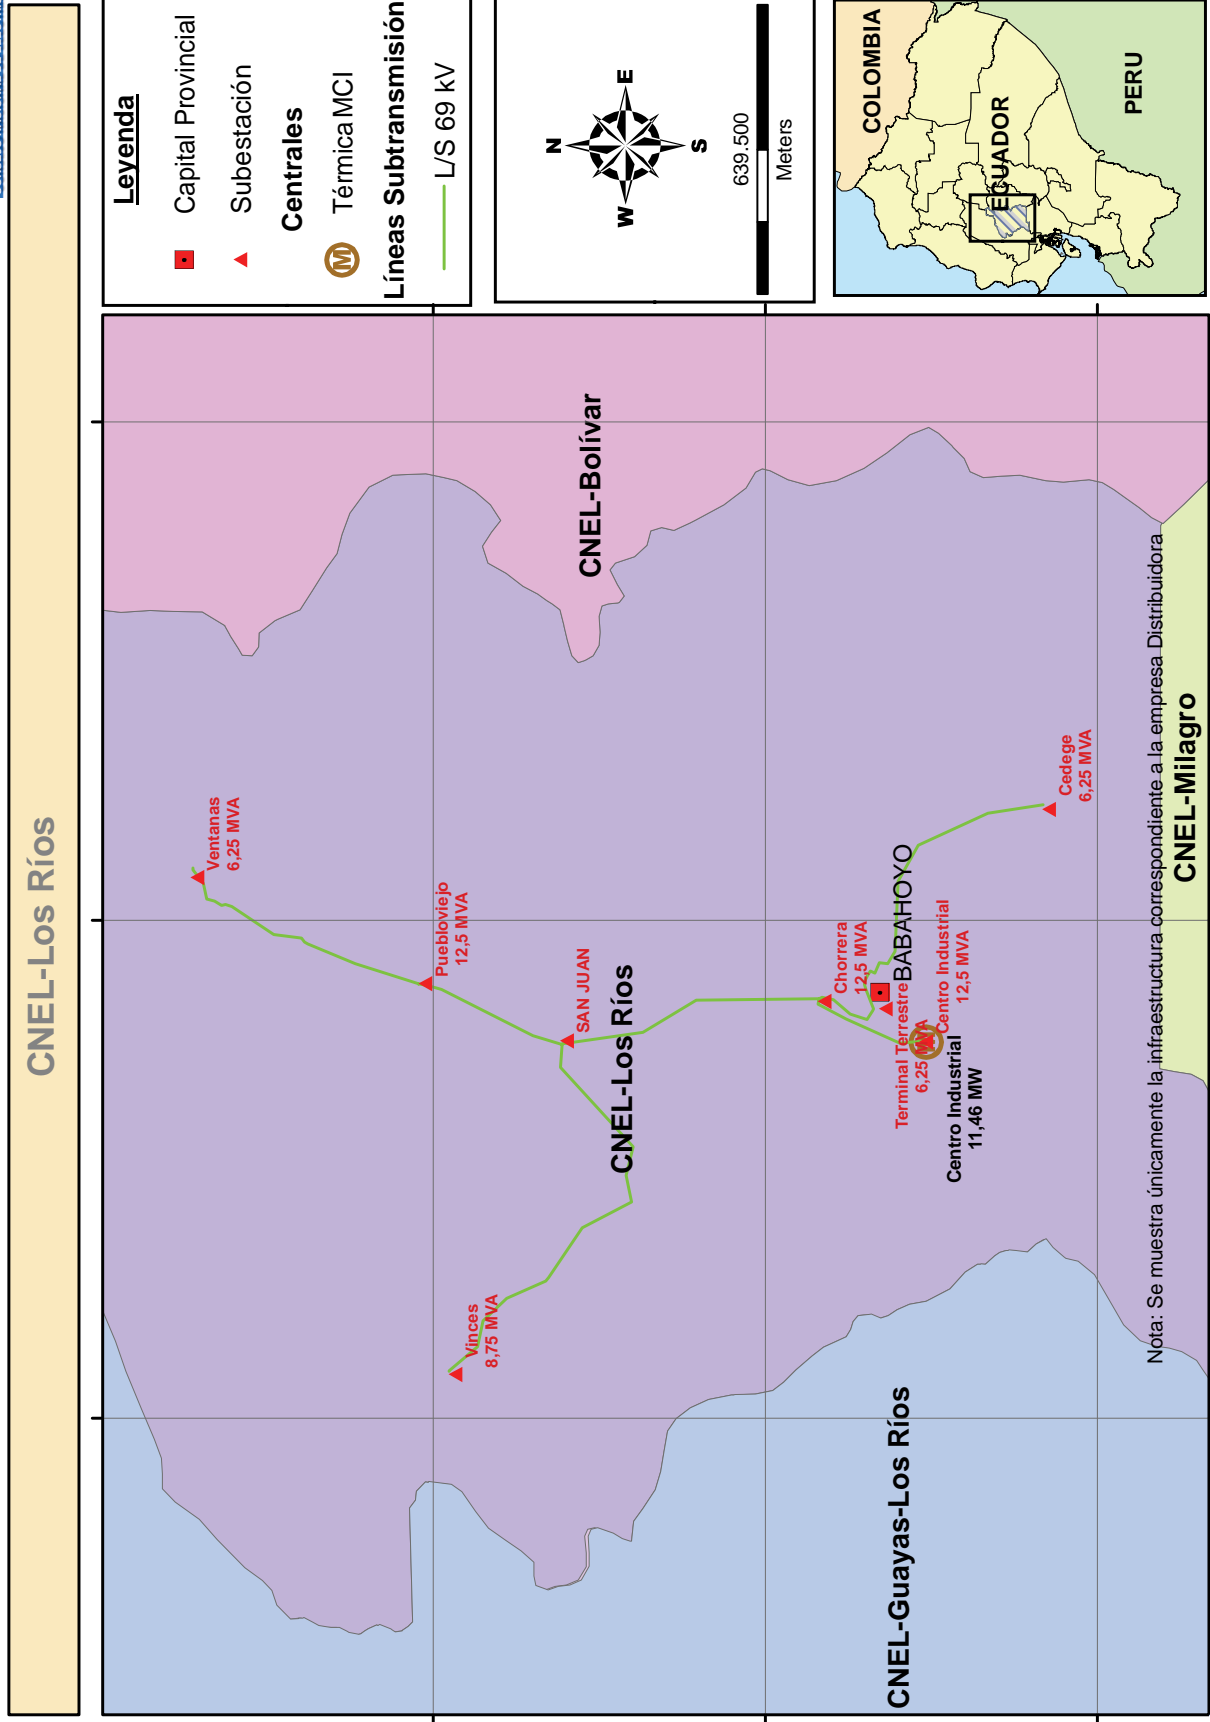 CNEL-Los Ríos
Leyenda
Capital Provincial
Subestación
Centrales
M
Térmica MCI
Líneas Subtransmisión
L/S 69 kV
N
W
E
S
639.500
Meters
COLOMBIA
ECUADOR
PERU
CNEL-Bolívar
Ventanas
6,25 MVA
Puebloviejo
12,5 MVA
SAN JUAN
CNEL-Los Ríos
Vinces
8,75 MVA
Chorrera
12,5 MVA
BABAHOYO
Terminal Terrestre
6,25 MVA
Centro Industrial
12,5 MVA
Centro Industrial
11,46 MW
Cedege
6,25 MVA
CNEL-Guayas-Los Ríos
Nota: Se muestra únicamente la infraestructura correspondiente a la empresa Distribuidora
CNEL-Milagro